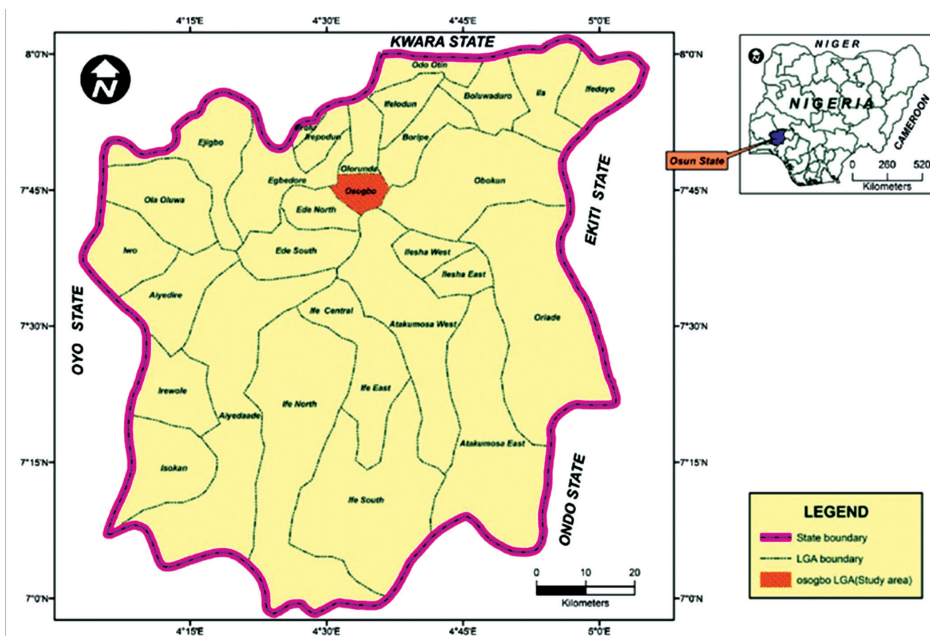 4°15'E 4°30'E 4°45'E 5°0'E
8°0'N
7°45'N
7°30'N
7°15'N
7°0'N
8°0'N
7°45'N
7°30'N
7°15'N
7°0'N
4°15'E 4°30'E 4°45'E 5°0'E
N
KWARA STATE
EKITI STATE
ONDO STATE
OYO STATE
Odo Otin
Ifelodun
Boluwaduro
Ila
Ifedayo
Irepodun
Boripe
Ejigbo
Egbedore
Olorunda
Osogbo
Obokun
Ola Oluwa
Ede North
Iwo
Ede South
Ilesha West
Ilesha East
Aiyedire
Ife Central
Atakumosa West
Oriade
Irewole
Aiyedaade
Ife North
Ife East
Atakumosa East
Isokan
Ife South
0 10 20
Kilometers
N
NIGER
NIGERIA
CAMEROON
Osun State
0 260 520
Kilometers
LEGEND
State boundary
LGA boundary
osogbo LGA(Study area)